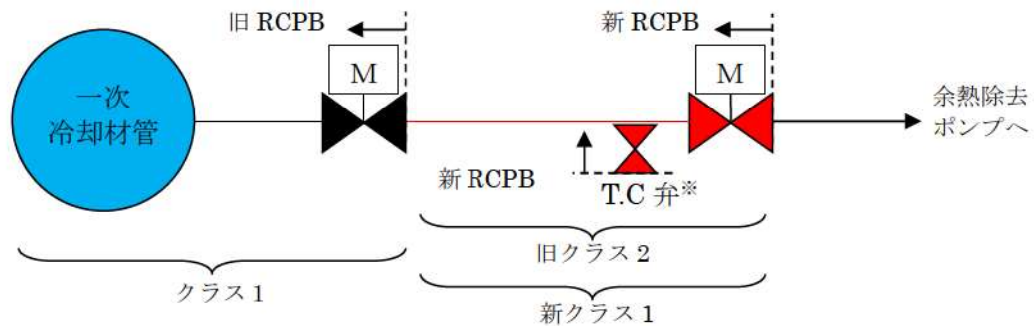 旧 RCPB
新 RCPB
M
M
一次
冷却材管
余熱除去
ポンプへ
新 RCPB
T.C 弁※
旧クラス 2
クラス 1
新クラス 1